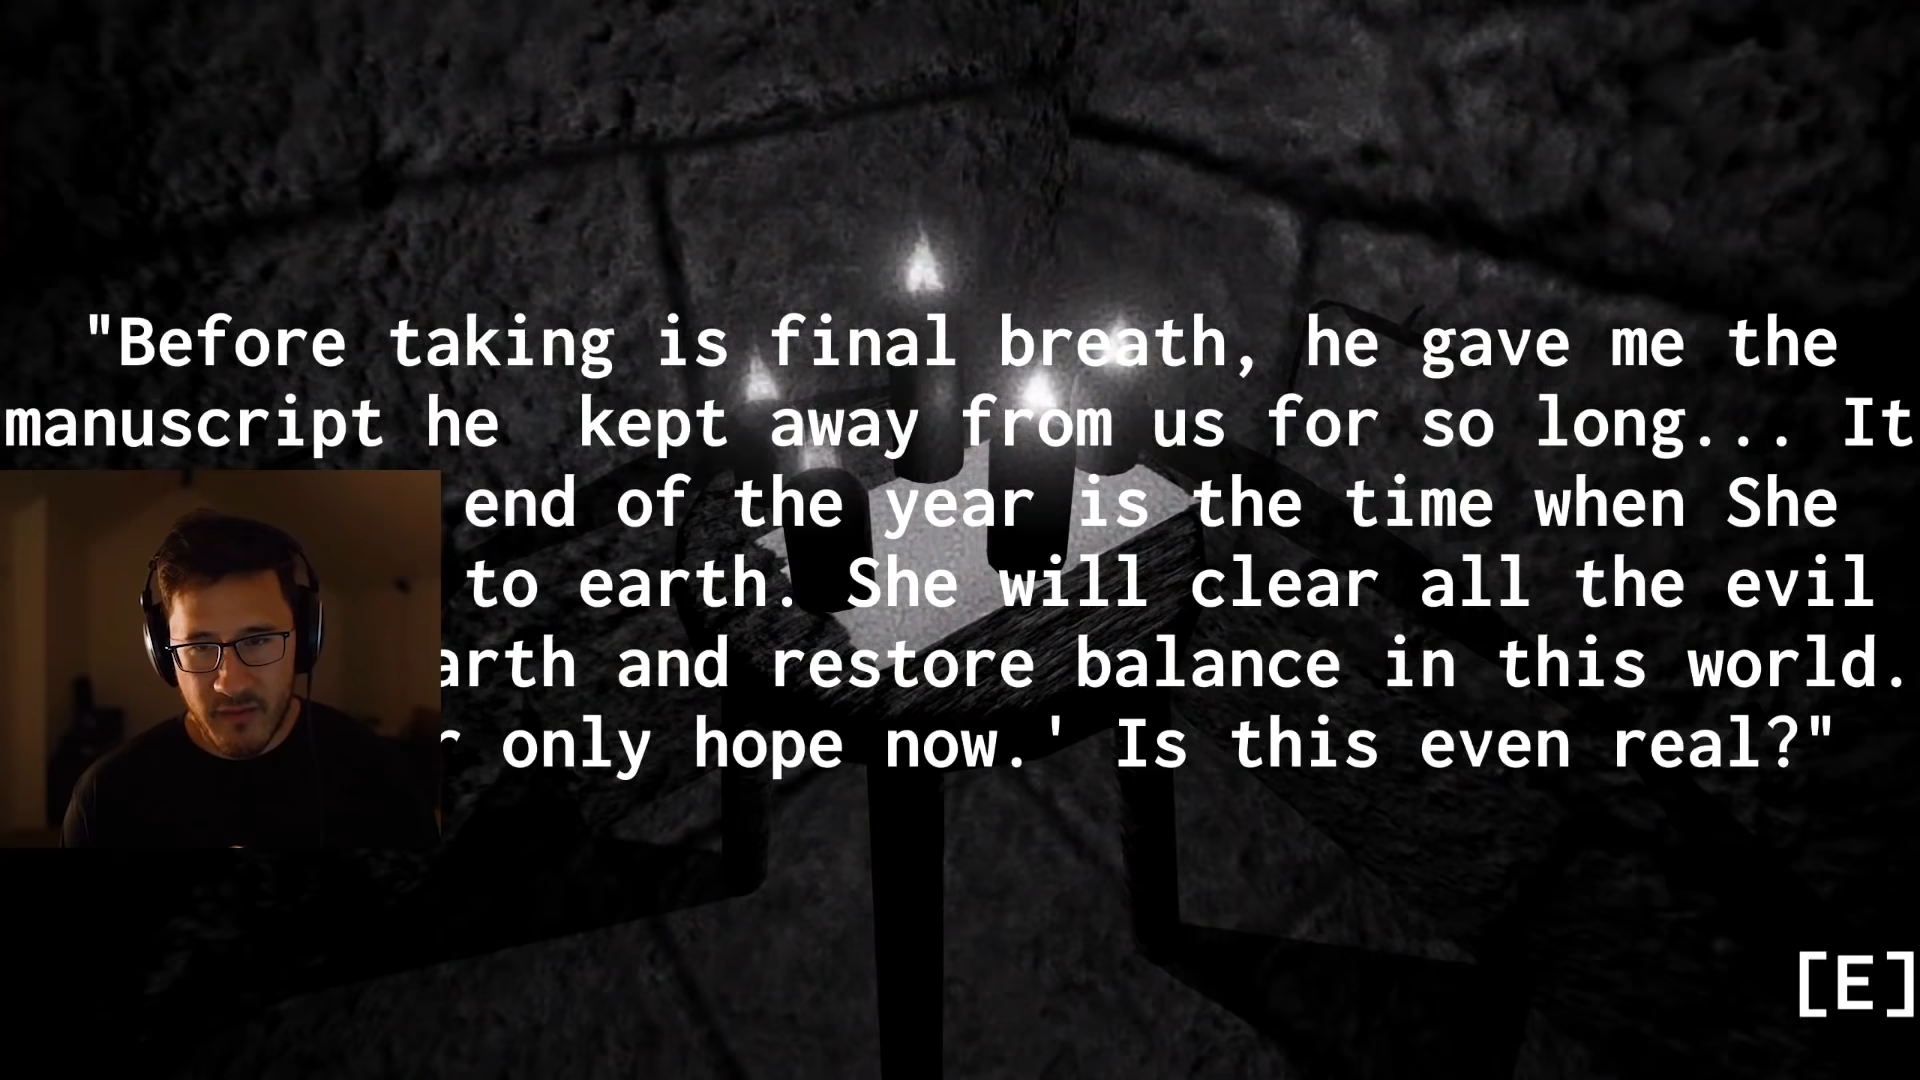 "Before taking is final breath, he gave me the
manuscript he  kept away from us for so long... It
end of the year is the time when She
to earth. She will clear all the evil
and restore balance in this world.
only hope now.' Is this even real?"
[E]